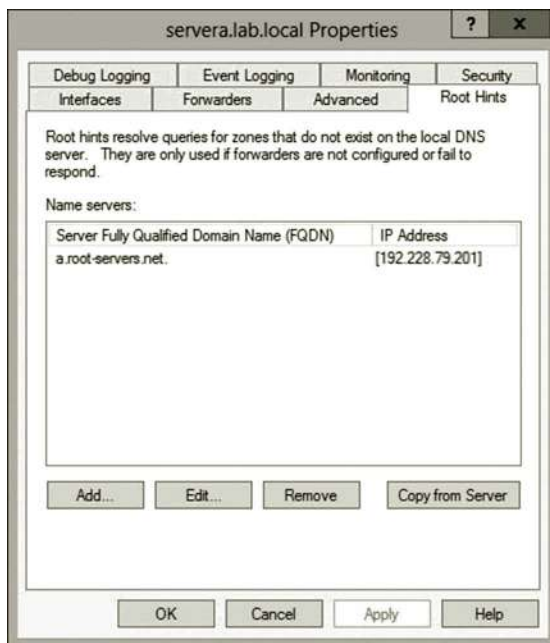 servera.lab.local Properties
? x
Debug Logging Event Logging Monitoring Security
Interfaces Forwarders Advanced Root Hints
Root hints resolve queries for zones that do not exist on the local DNS
server. They are only used if forwarders are not configured or fail to
respond.
Name servers:
Server Fully Qualified Domain Name (FQDN) IP Address
a.root-servers.net. [192.228.79.201]
Add... Edit... Remove Copy from Server
OK Cancel Apply Help